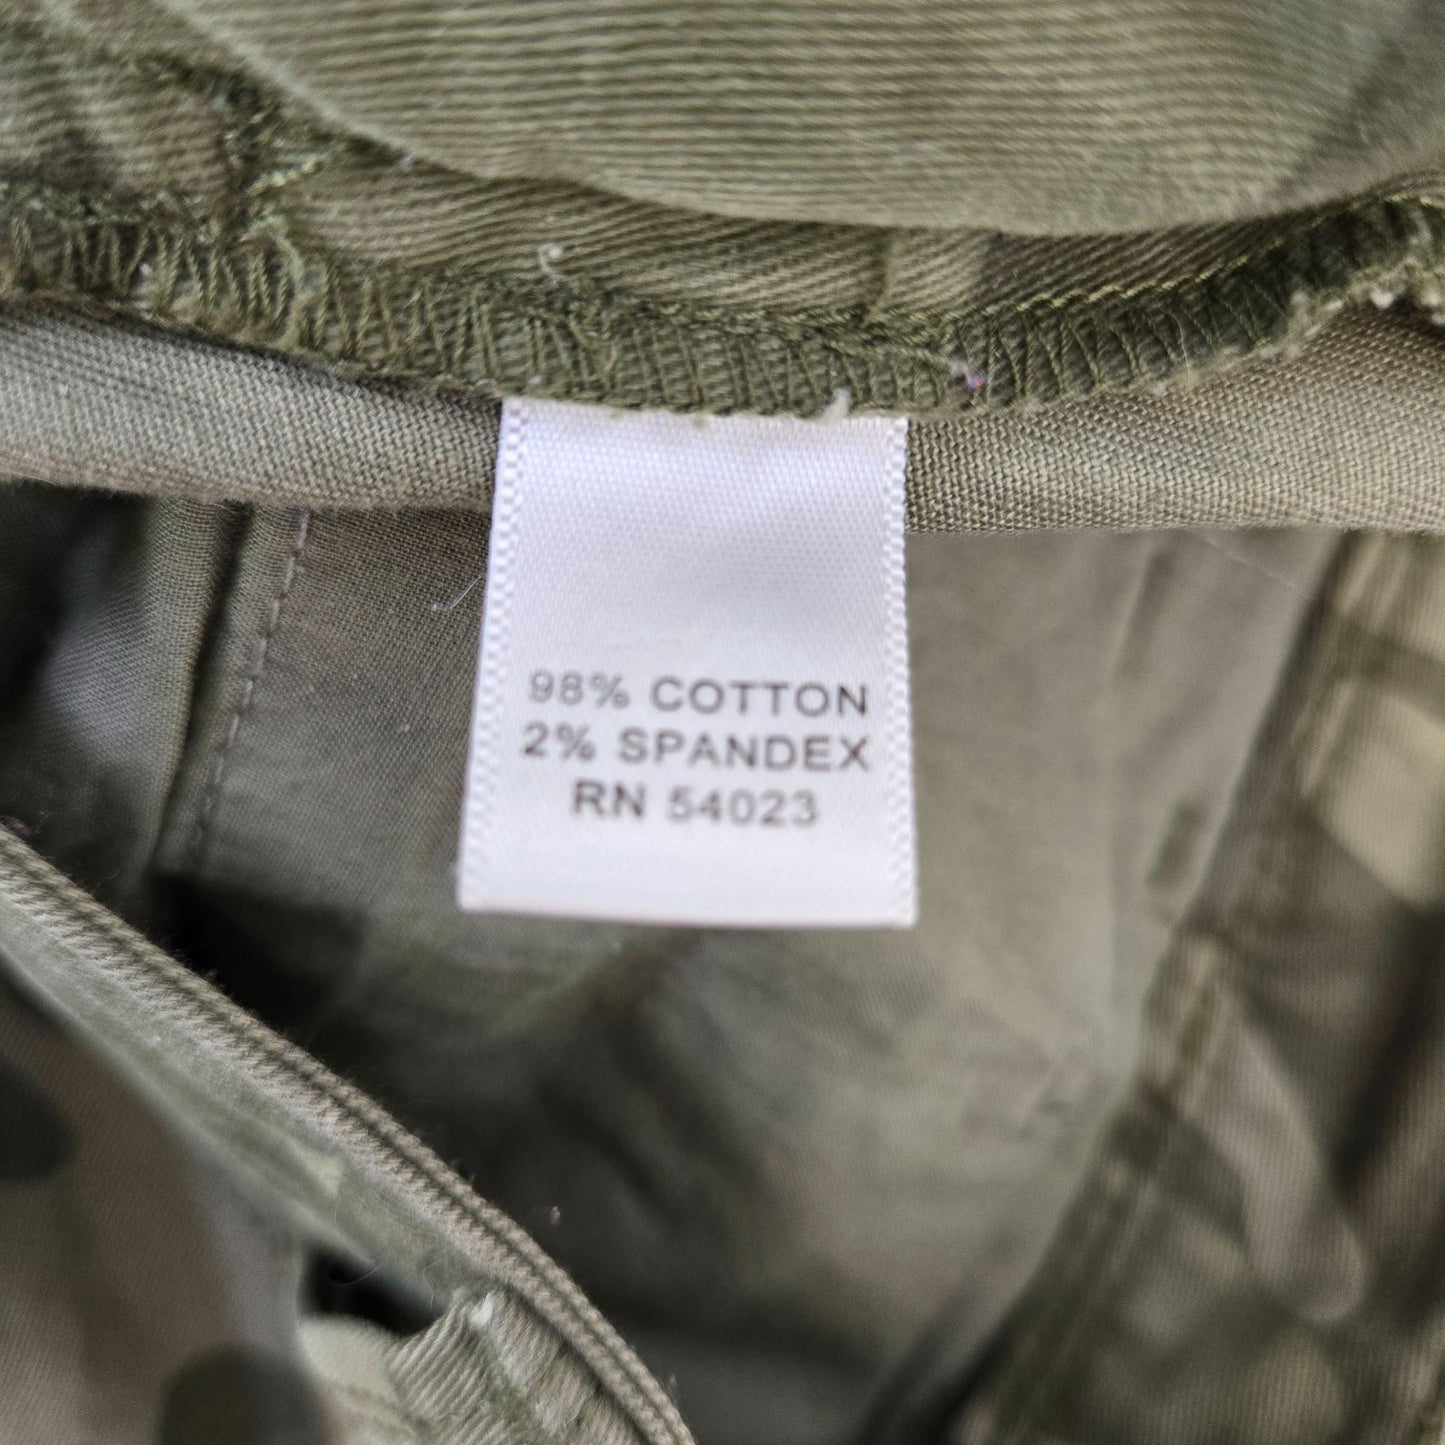 98% COTTON
2% SPANDEX
RN 54023